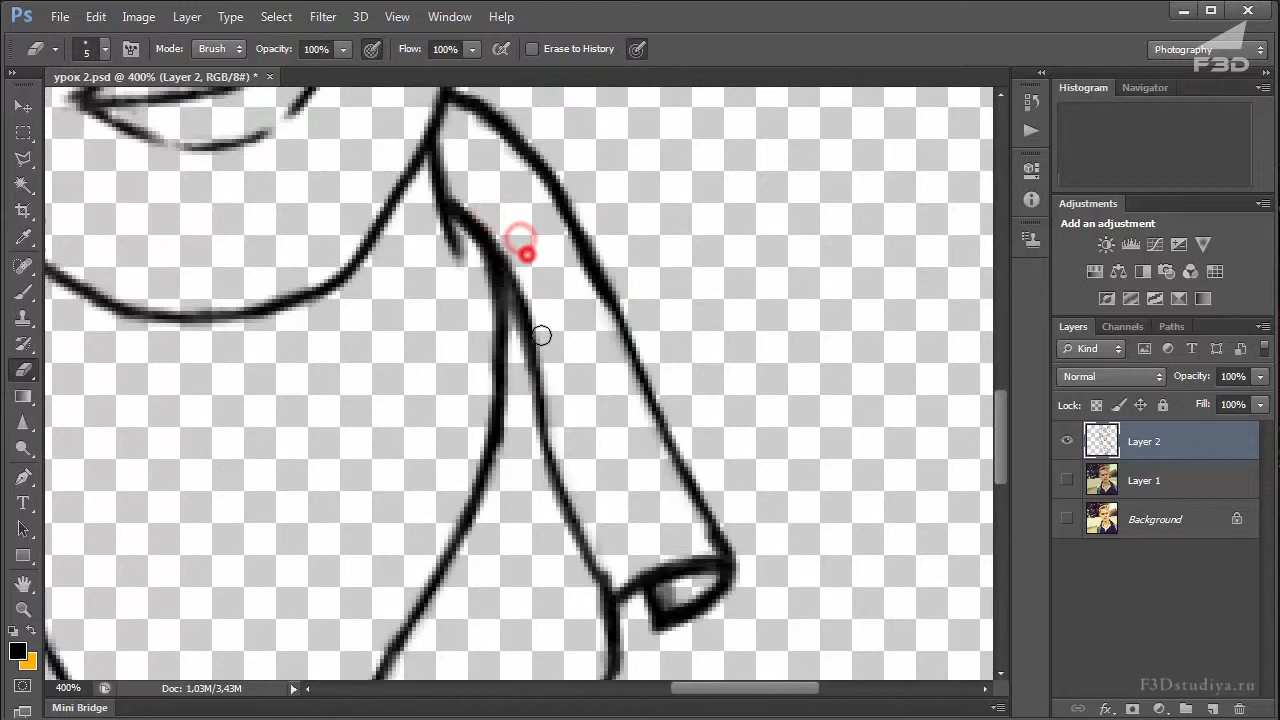 Ps File Edit Image Layer Type Select Filter 3D View Window Help
5 Mode: Brush Opacity: 100% Flow: 100% Erase to History Photography
F3D
урок 2.psd @ 400% (Layer 2, RGB/8#) * ×
Histogram Navigator
Adjustments
Add an adjustment
Layers Channels Paths
Kind
Normal Opacity: 100%
Lock: Fill: 100%
Layer 2
Layer 1
Background
400% Doc: 1,03M/3,43M
F3Dstudiya.ru
Mini Bridge